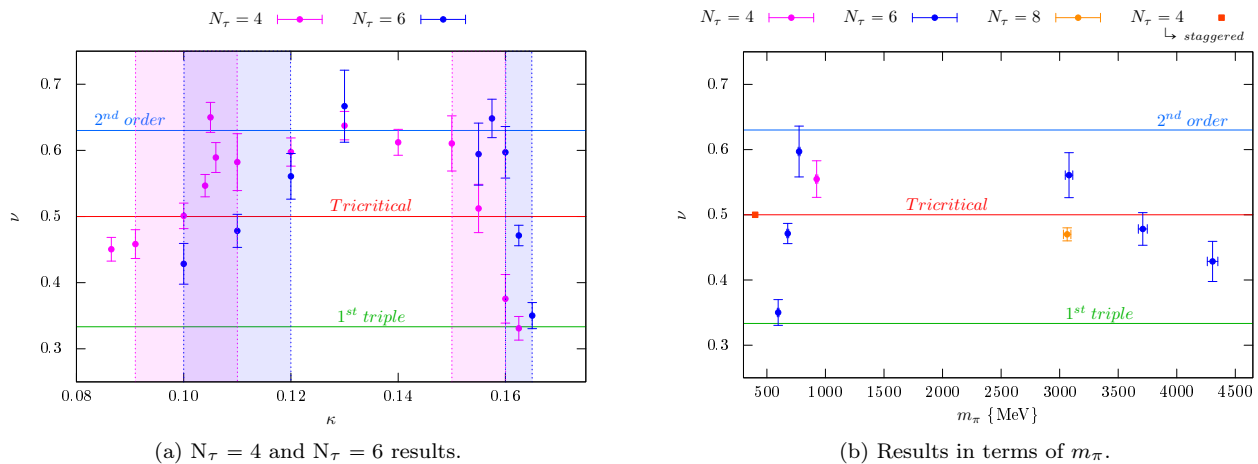 N_τ = 4 N_τ = 6
0.7
0.6
0.5
0.4
0.3
ν
2^nd order
Tricritical
1^st triple
0.08 0.10 0.12 0.14 0.16
κ
(a) N_τ = 4 and N_τ = 6 results.
N_τ = 4 N_τ = 6 N_τ = 8 N_τ = 4
↳ staggered
0.7
0.6
0.5
0.4
0.3
ν
2^nd order
Tricritical
1^st triple
500 1000 1500 2000 2500 3000 3500 4000 4500
m_π {MeV}
(b) Results in terms of m_π.